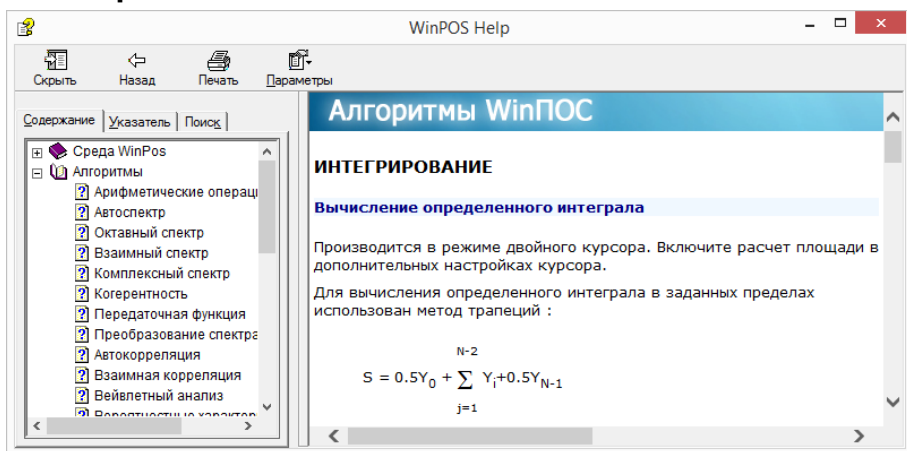 WinPOS Help
Скрыть Назад Печать Параметры
Содержание Указатель Поиск
Среда WinPos
Алгоритмы
Арифметические операц
Автоспектр
Октавный спектр
Взаимный спектр
Комплексный спектр
Когерентность
Передаточная функция
Преобразование спектра
Автокорреляция
Взаимная корреляция
Вейвлетный анализ
Алгоритмы WinПОС
ИНТЕГРИРОВАНИЕ
Вычисление определенного интеграла
Производится в режиме двойного курсора. Включите расчет площади в
дополнительных настройках курсора.
Для вычисления определенного интеграла в заданных пределах
использован метод трапеций :
N-2
S = 0.5Y0 + ∑ Yi+0.5YN-1
j=1